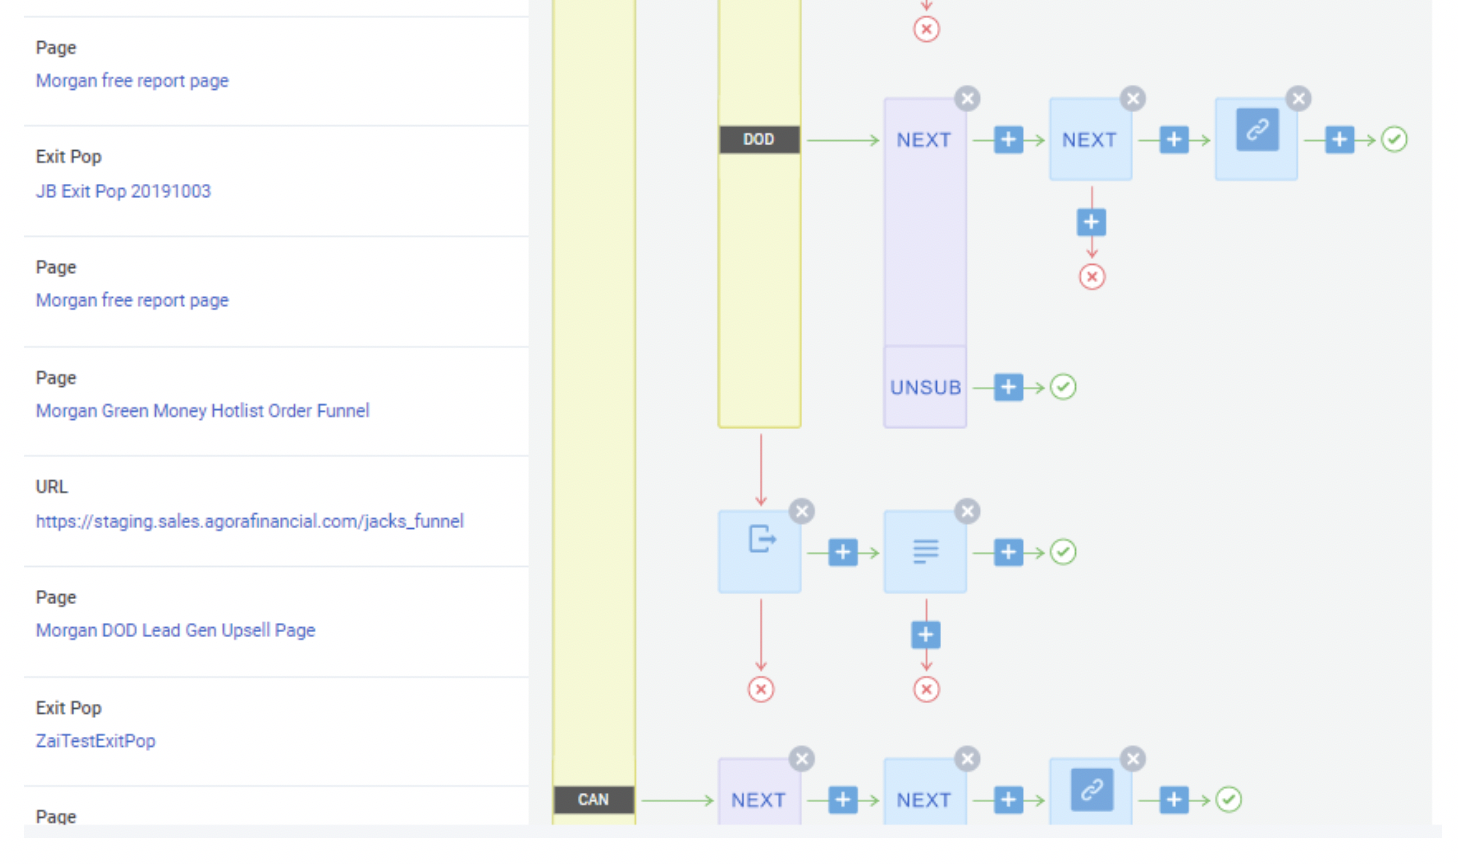 Page
Morgan free report page
Exit Pop
JB Exit Pop 20191003
Page
Morgan free report page
Page
Morgan Green Money Hotlist Order Funnel
URL
https://staging.sales.agorafinancial.com/jacks_funnel
Page
Morgan DOD Lead Gen Upsell Page
Exit Pop
ZaiTestExitPop
Page
DOD
NEXT
NEXT
UNSUB
CAN
NEXT
NEXT